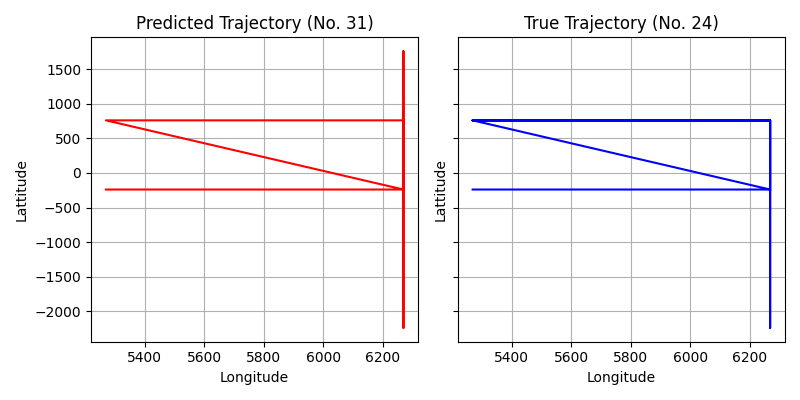 Predicted Trajectory (No. 31)
True Trajectory (No. 24)
1500
1000
500
0
−500
−1000
−1500
−2000
Lattitude
Lattitude
5400 5600 5800 6000 6200
5400 5600 5800 6000 6200
Longitude
Longitude